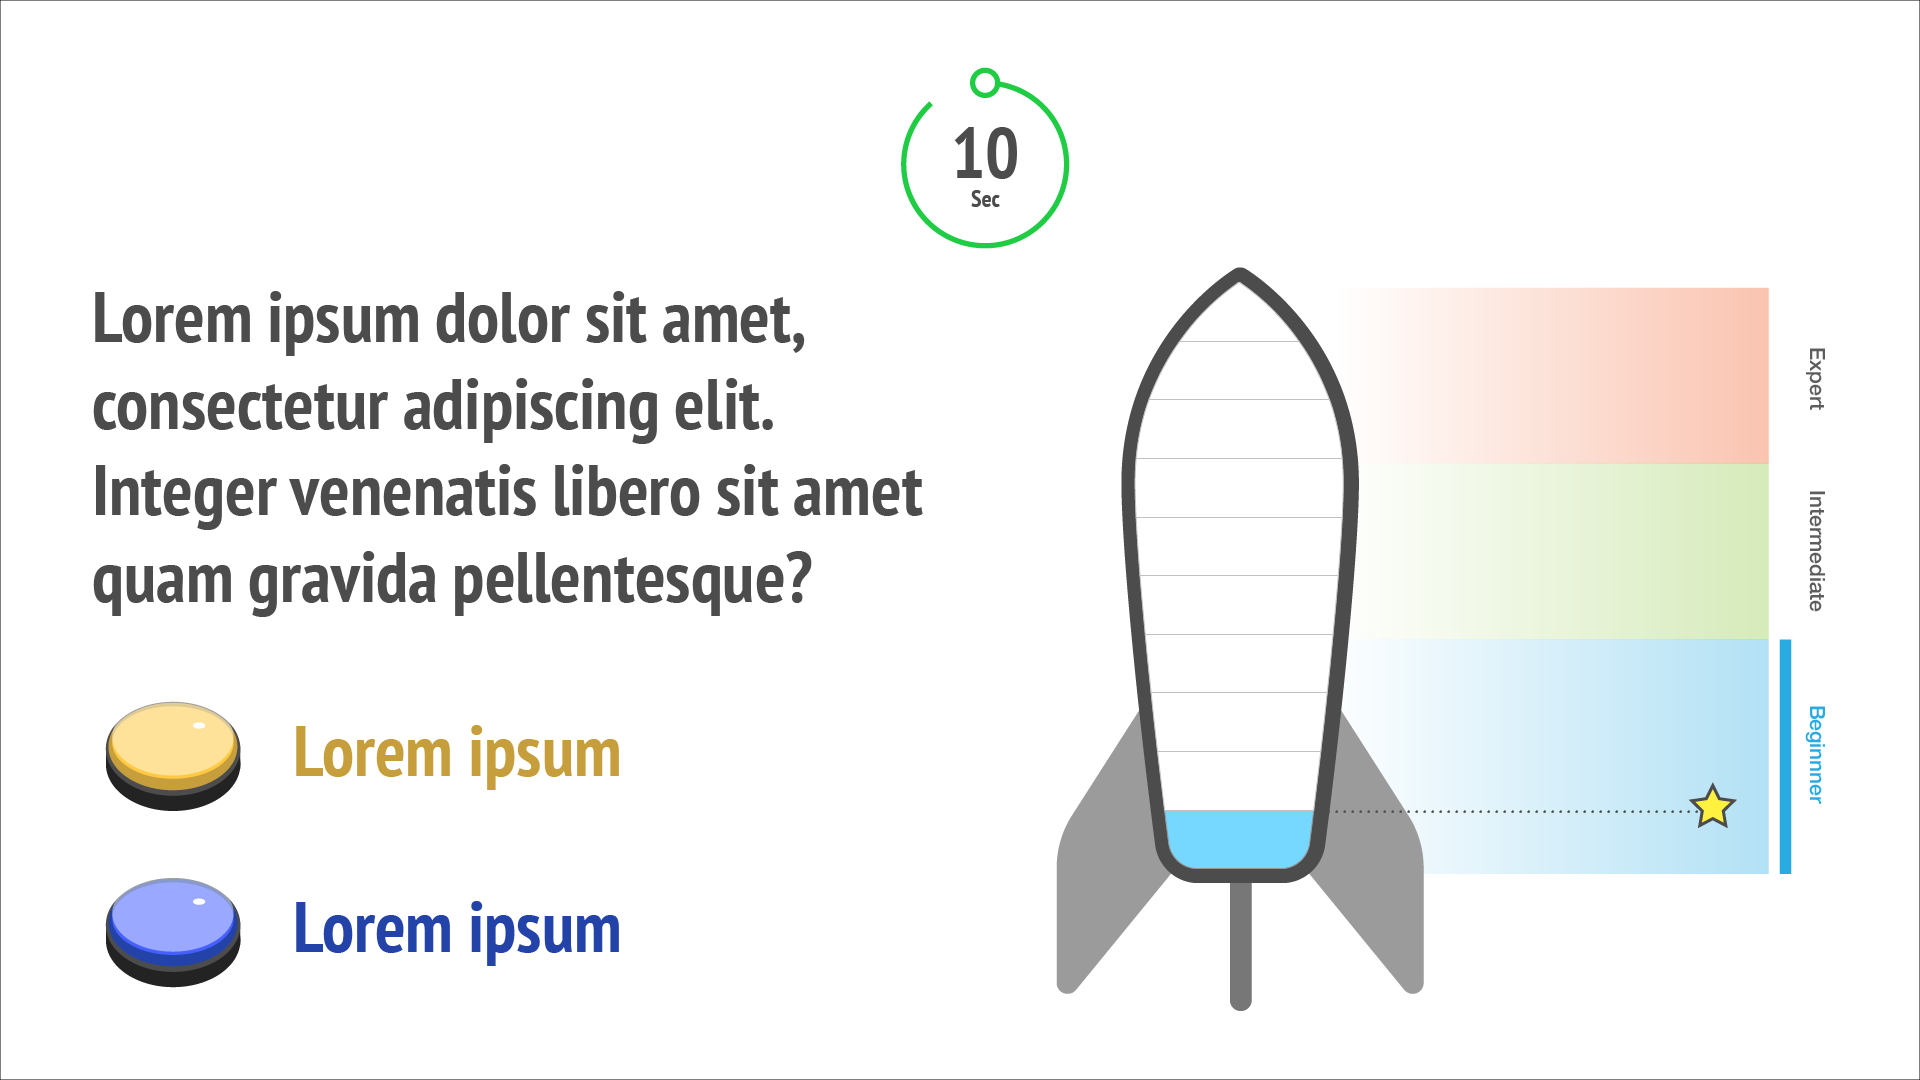 10
Sec
Lorem ipsum dolor sit amet,
consectetur adipiscing elit.
Integer venenatis libero sit amet
quam gravida pellentesque?
Lorem ipsum
Lorem ipsum
Expert
Intermediate
Beginnner